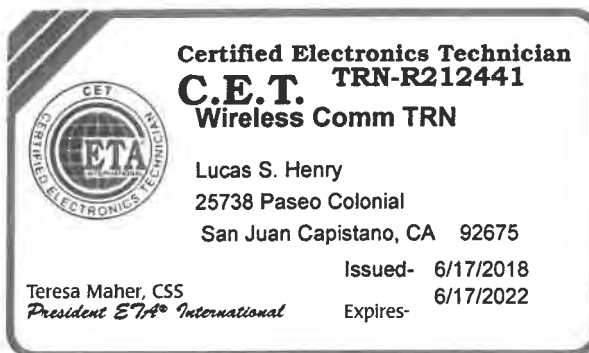 Certified Electronics Technician
C.E.T. TRN-R212441
Wireless Comm TRN
CET
CERTIFIED ELECTRONICS TECHNICIAN
ETA
INTERNATIONAL
Lucas S. Henry
25738 Paseo Colonial
San Juan Capistano, CA 92675
Issued- 6/17/2018
Teresa Maher, CSS
President ETA® International
Expires- 6/17/2022